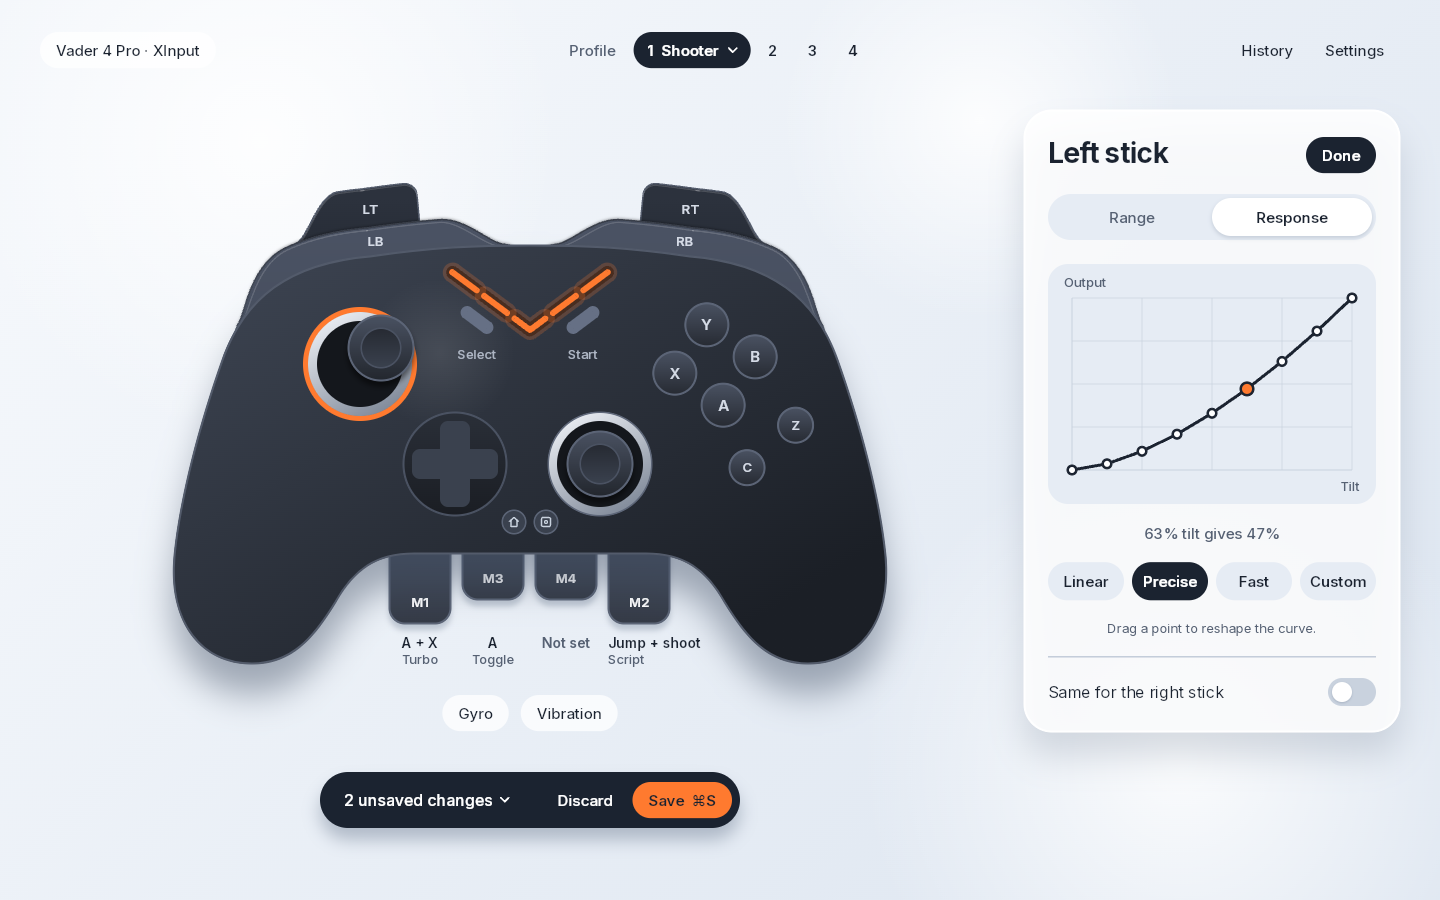 Vader 4 Pro · XInput
Profile
1 Shooter
2
3
4
History
Settings
LT
RT
LB
RB
Select
Start
Y
B
X
A
Z
C
M1
M3
M4
M2
A + X
Turbo
A
Toggle
Not set
Jump + shoot
Script
Gyro
Vibration
2 unsaved changes
Discard
Save ⌘S
Left stick
Done
Range
Response
Output
Tilt
63% tilt gives 47%
Linear
Precise
Fast
Custom
Drag a point to reshape the curve.
Same for the right stick